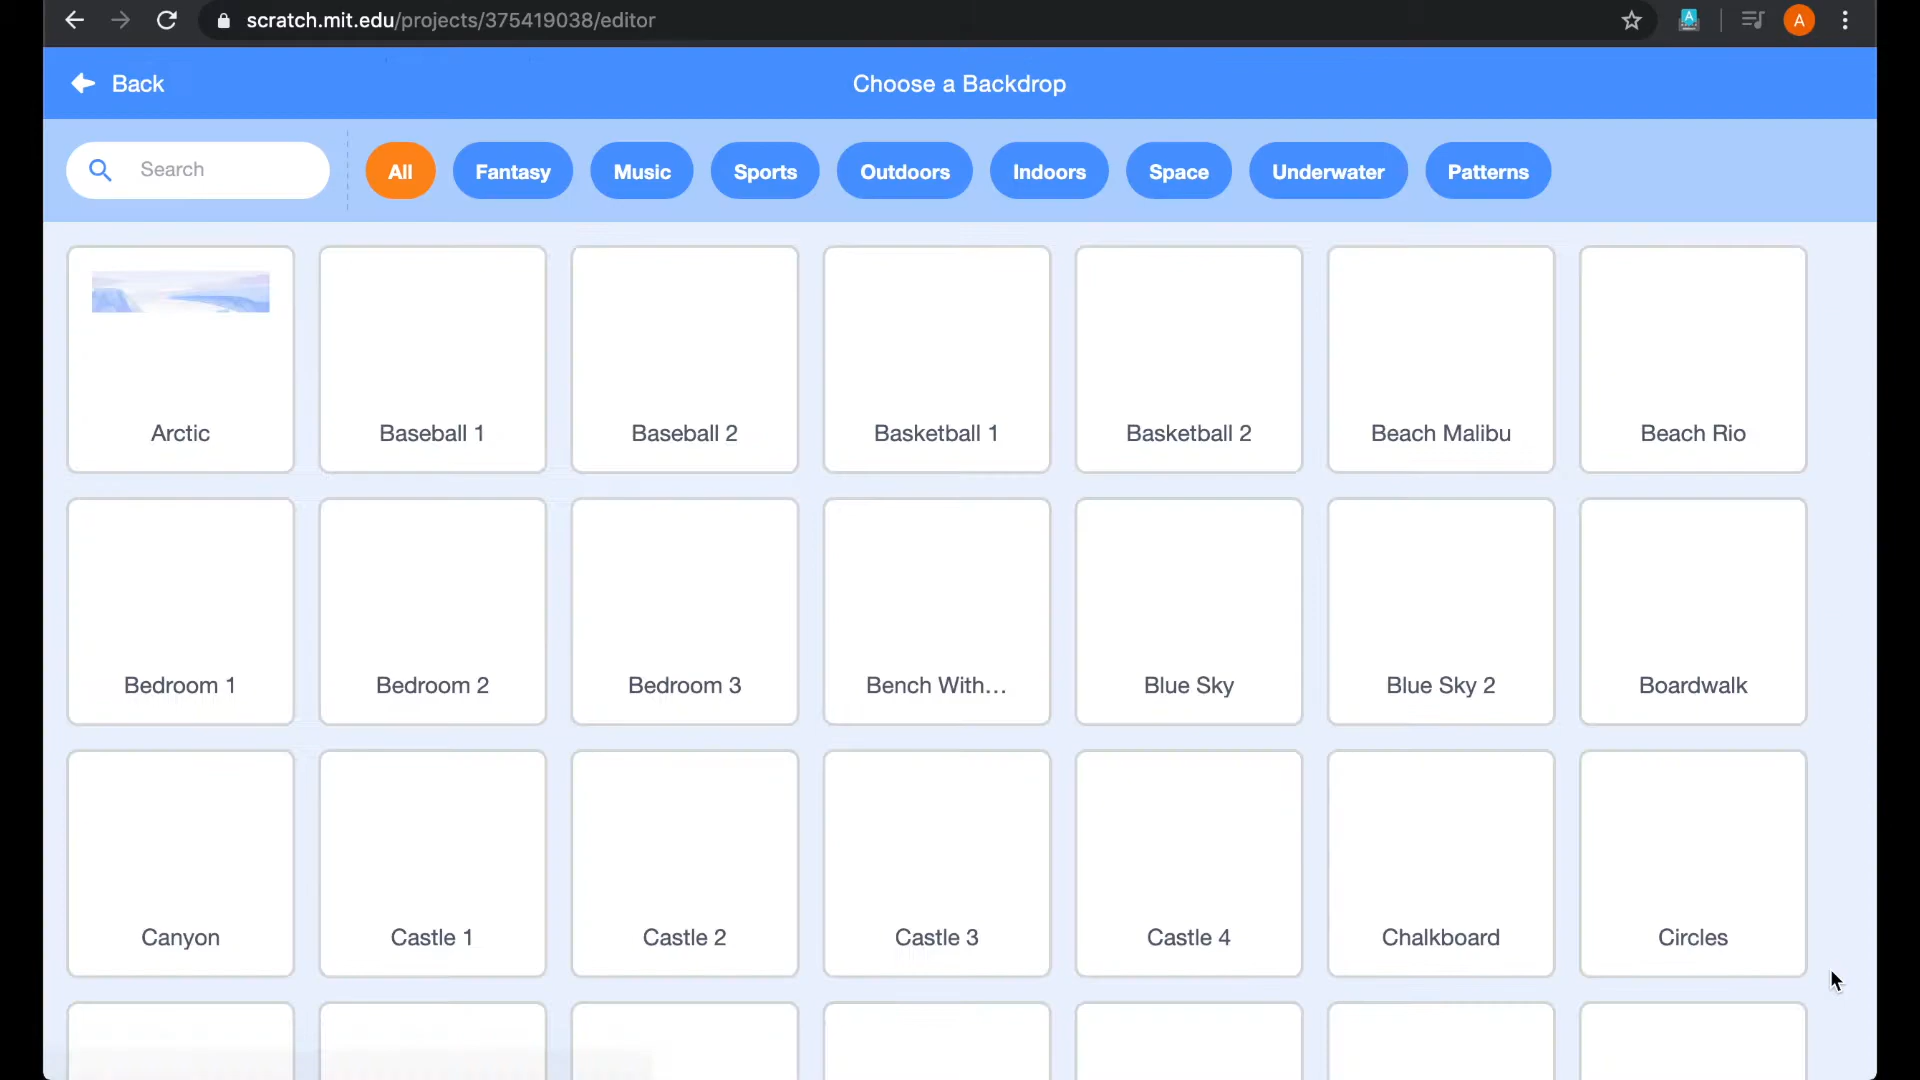 scratch.mit.edu/projects/375419038/editor
A
A
Back
Choose a Backdrop
Search
All
Fantasy
Music
Sports
Outdoors
Indoors
Space
Underwater
Patterns
Arctic
Baseball 1
Baseball 2
Basketball 1
Basketball 2
Beach Malibu
Beach Rio
Bedroom 1
Bedroom 2
Bedroom 3
Bench With...
Blue Sky
Blue Sky 2
Boardwalk
Canyon
Castle 1
Castle 2
Castle 3
Castle 4
Chalkboard
Circles